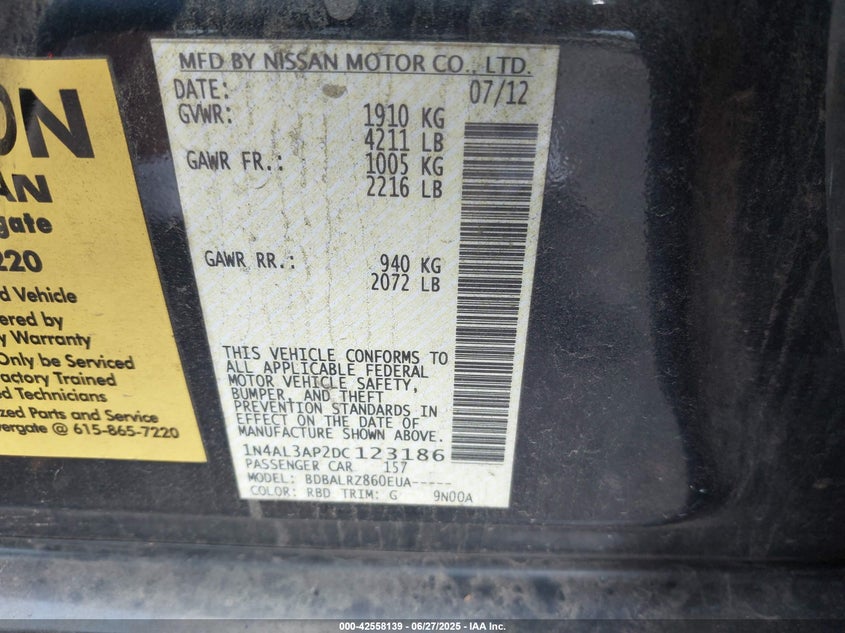 MFD BY NISSAN MOTOR CO., LTD.
DATE: 07/12
GVWR: 1910 KG
4211 LB
GAWR FR.: 1005 KG
2216 LB
GAWR RR.: 940 KG
2072 LB
THIS VEHICLE CONFORMS TO
ALL APPLICABLE FEDERAL
MOTOR VEHICLE SAFETY,
BUMPER, AND THEFT
PREVENTION STANDARDS IN
EFFECT ON THE DATE OF
MANUFACTURE SHOWN ABOVE.
1N4AL3AP2DC123186
PASSENGER CAR 157
MODEL: BDBALRZ860EUA-----
COLOR: RBD TRIM: G 9N00A
ON
AN
gate
220
d Vehicle
ered by
y Warranty
Only be Serviced
actory Trained
ed Technicians
zed Parts and Service
vergate @ 615-865-7220
000-42558139 - 06/27/2025 - IAA Inc.